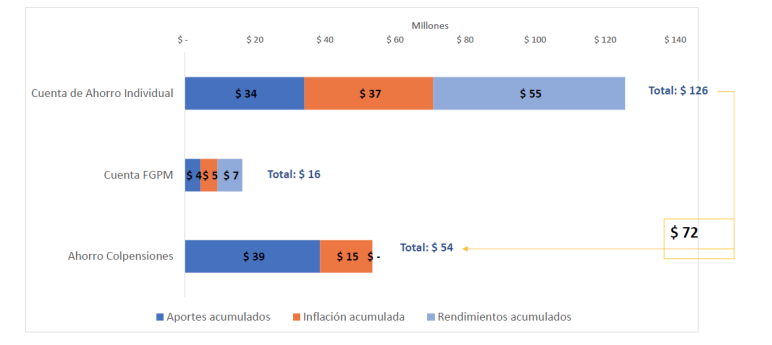 Millones
$ - $ 20 $ 40 $ 60 $ 80 $ 100 $ 120 $ 140
Cuenta de Ahorro Individual $ 34 $ 37 $ 55 Total: $ 126
Cuenta FGPM $ 4 $ 5 $ 7 Total: $ 16
$ 72
Ahorro Colpensiones $ 39 $ 15 $ - Total: $ 54
Aportes acumulados Inflación acumulada Rendimientos acumulados